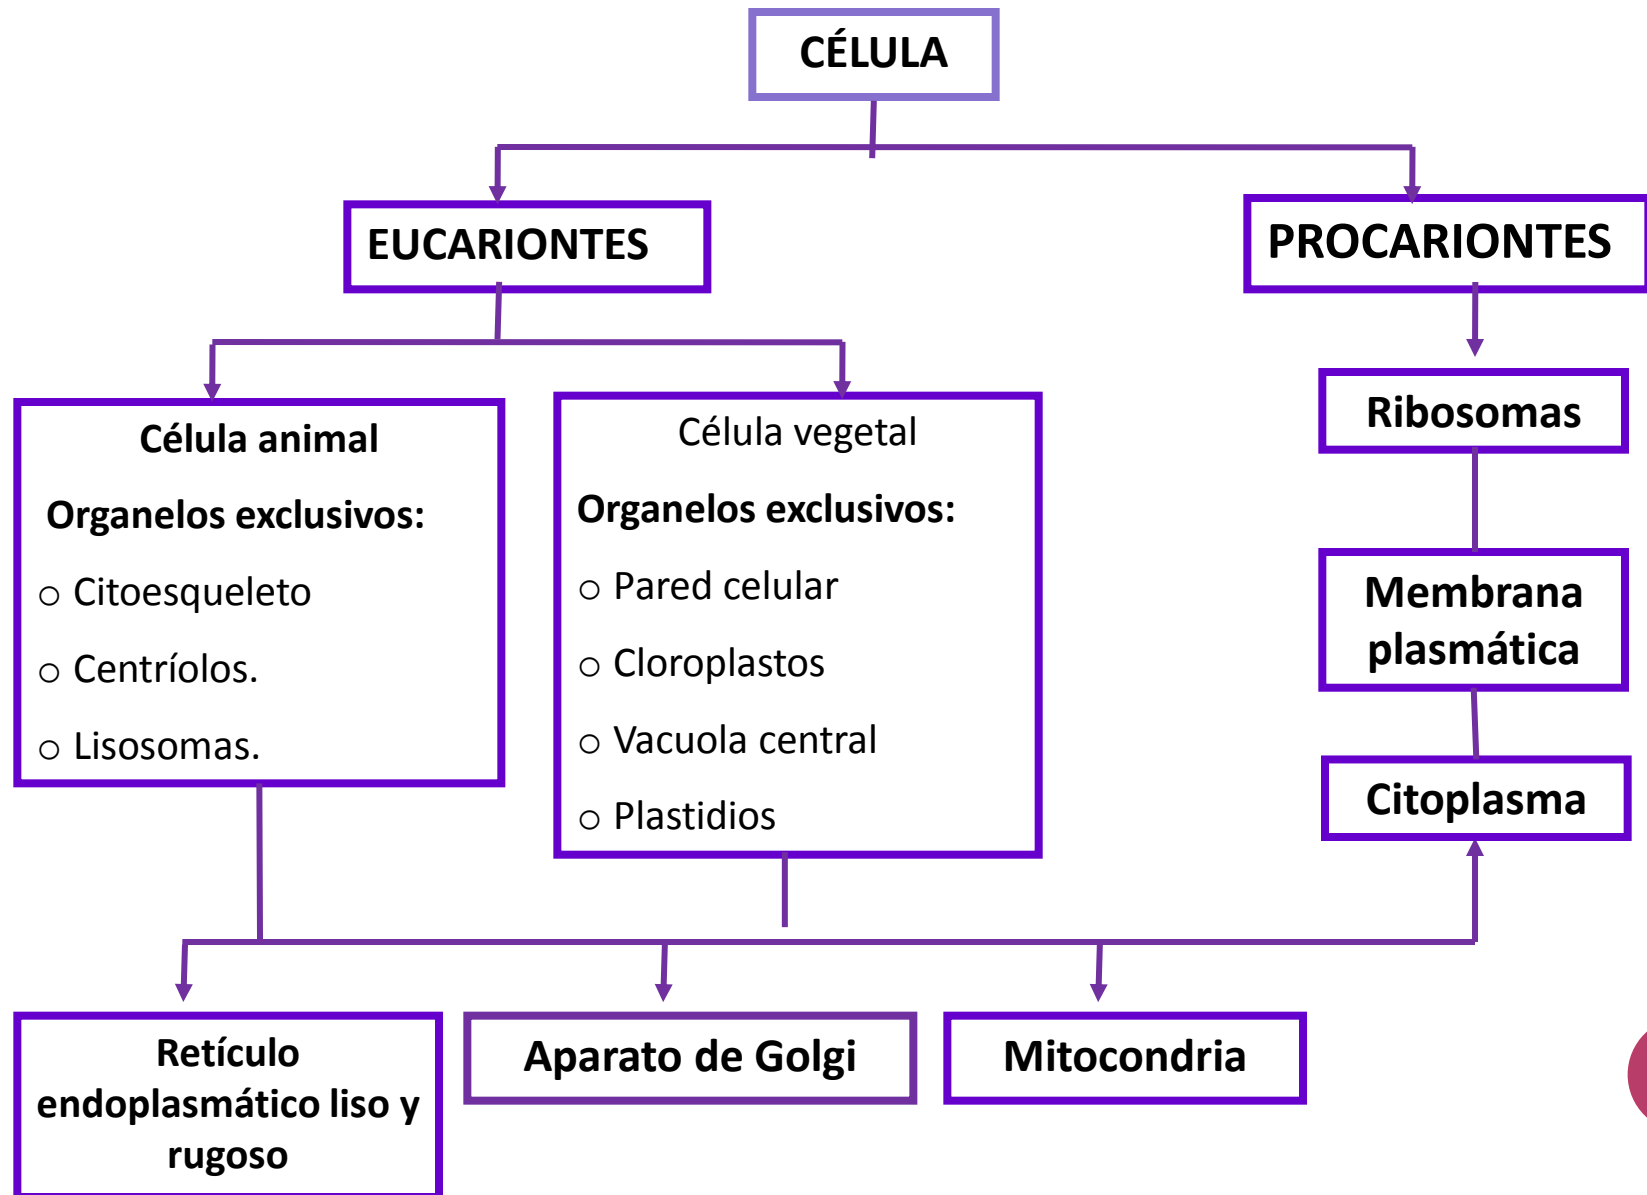 CÉLULA
EUCARIONTES
PROCARIONTES
Célula animal
Organelos exclusivos:
o Citoesqueleto
o Centríolos.
o Lisosomas.
Célula vegetal
Organelos exclusivos:
o Pared celular
o Cloroplastos
o Vacuola central
o Plastidios
Ribosomas
Membrana
plasmática
Citoplasma
Retículo
endoplasmático liso y
rugoso
Aparato de Golgi
Mitocondria